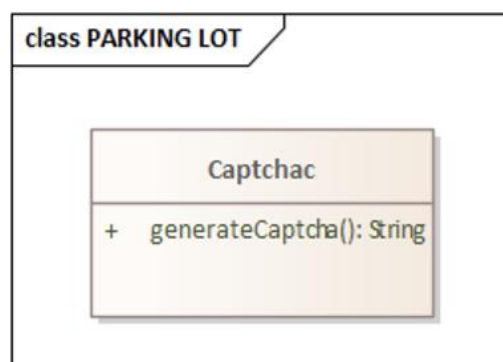 class PARKING LOT
Captchac
+ generateCaptcha(): String